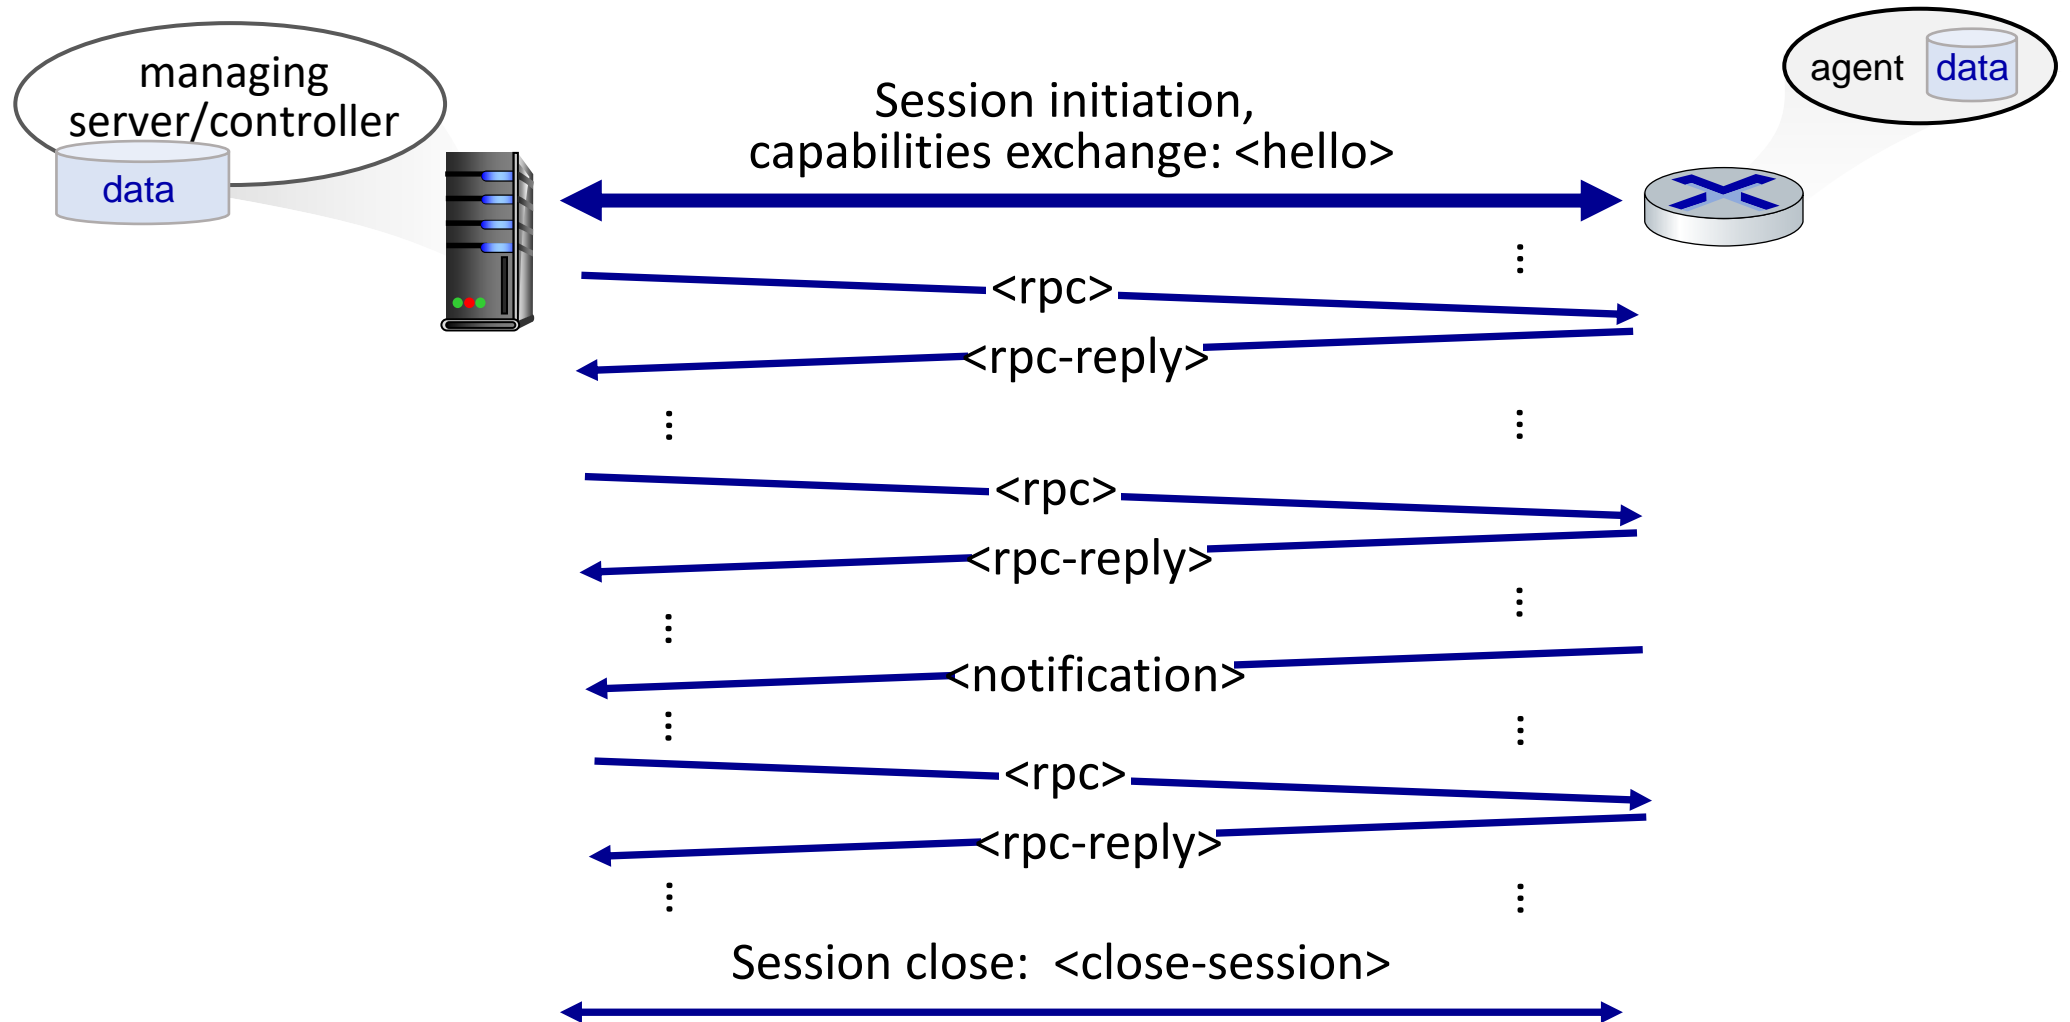 managing
server/controller
data
agent
data
Session initiation,
capabilities exchange: <hello>
<rpc>
<rpc-reply>
<rpc>
<rpc-reply>
<notification>
<rpc>
<rpc-reply>
Session close: <close-session>